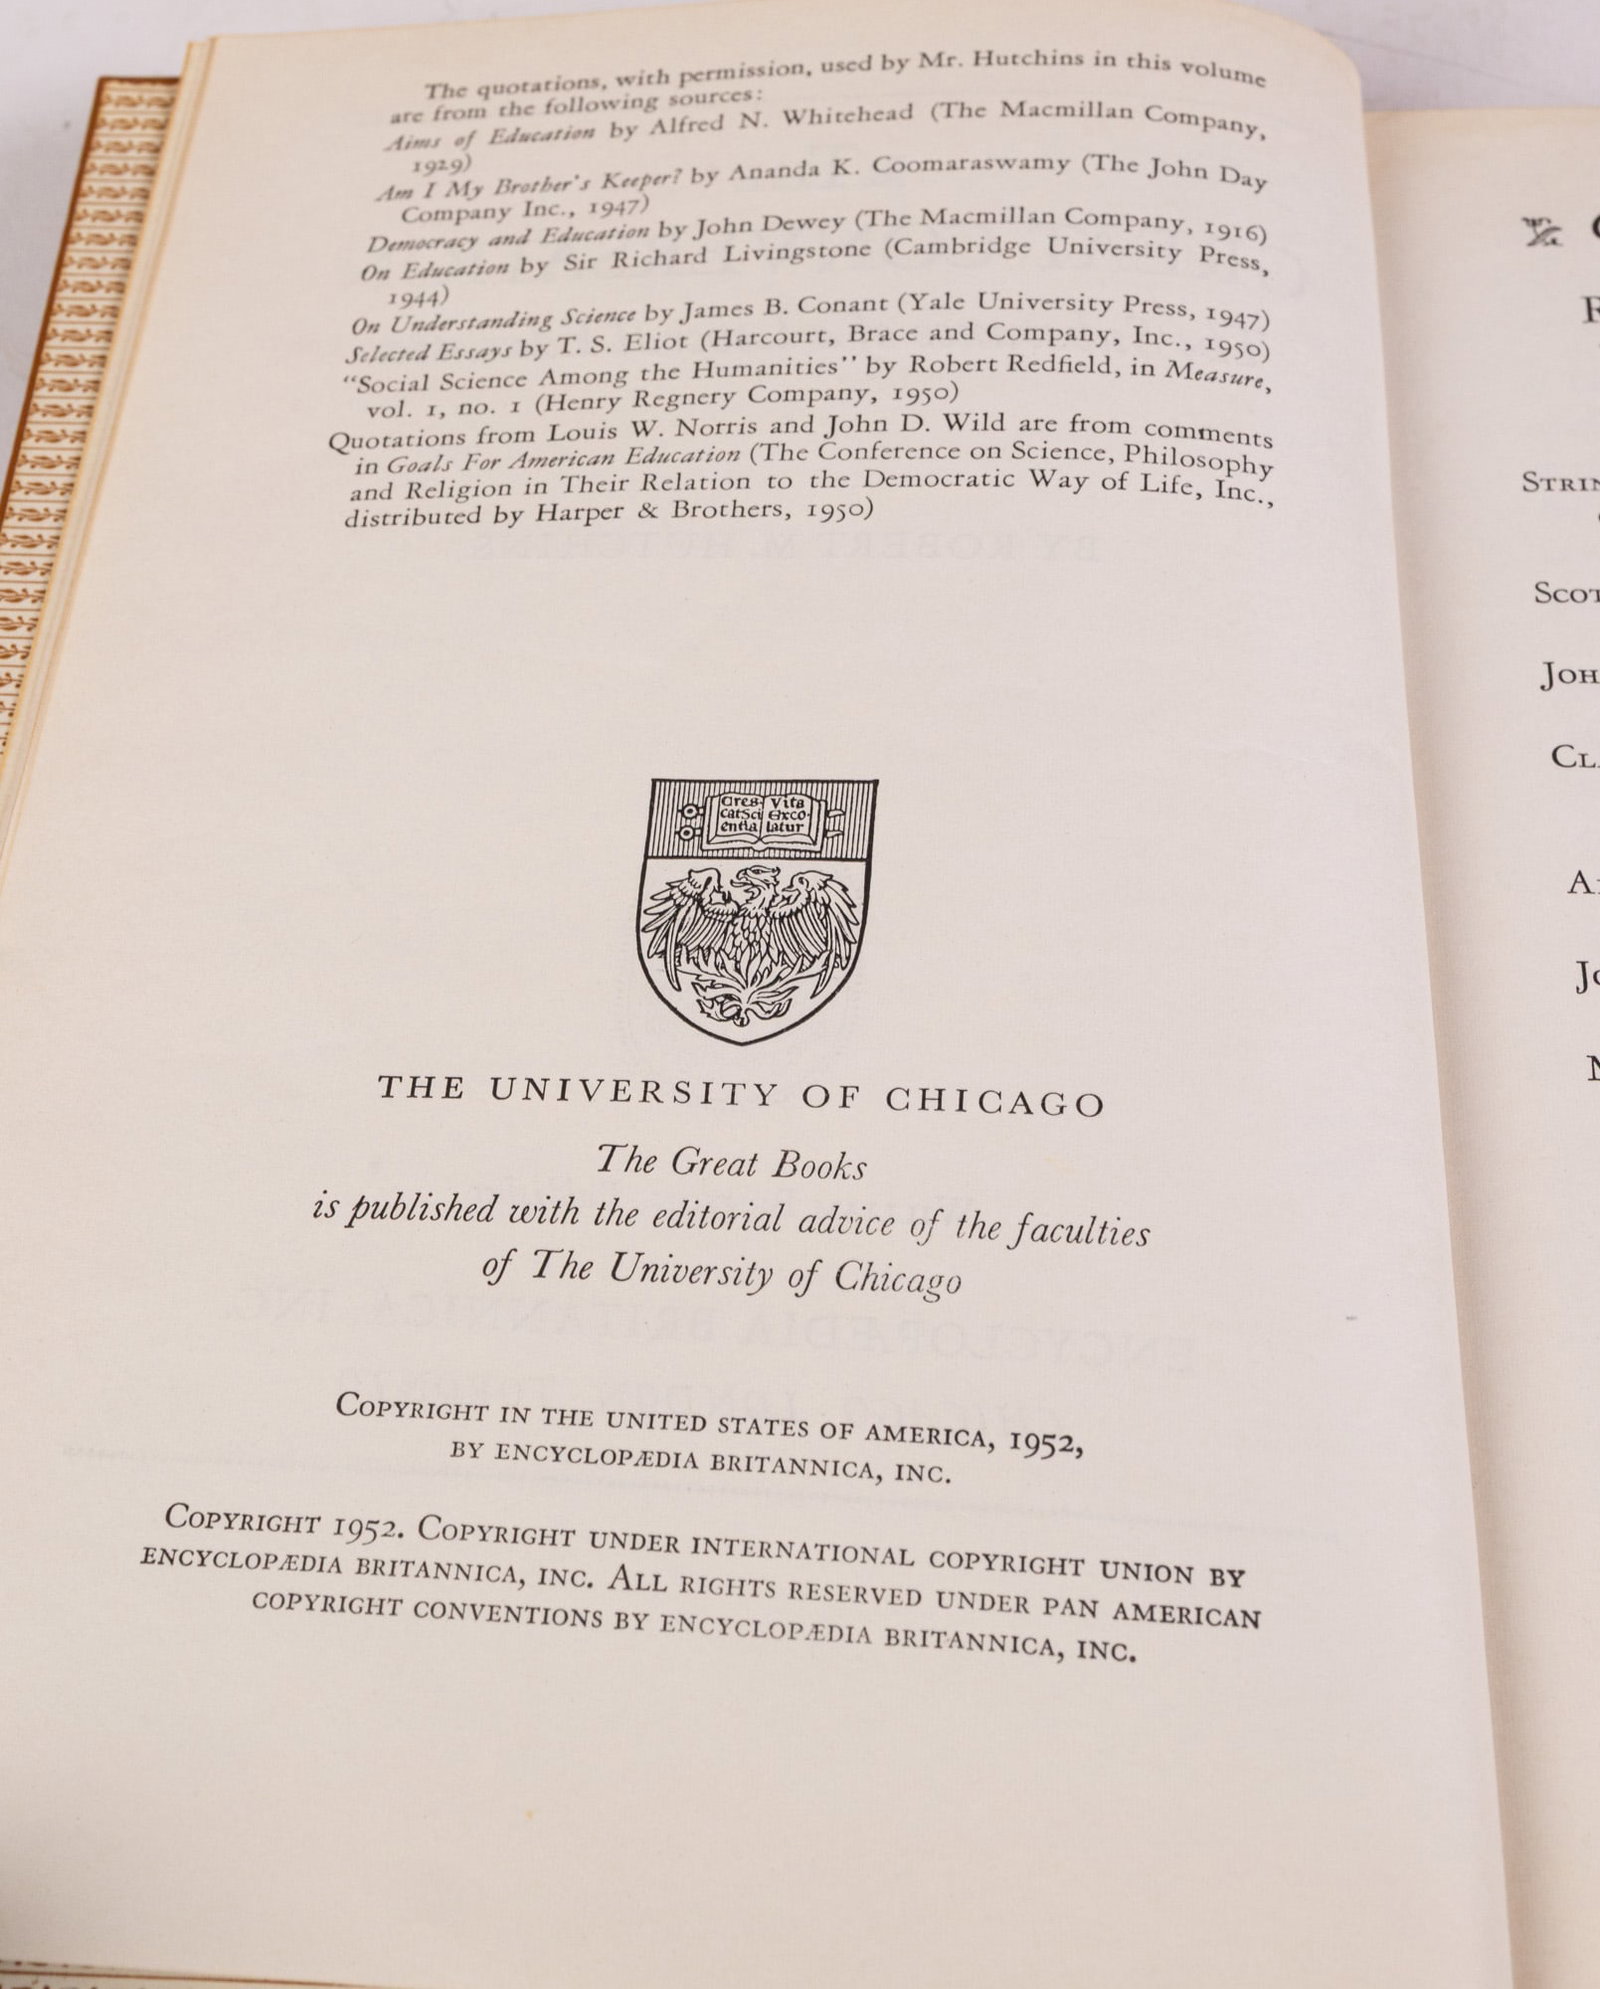 The quotations, with permission, used by Mr. Hutchins in this volume
are from the following sources:
Aims of Education by Alfred N. Whitehead (The Macmillan Company,
1929)
Am I My Brother's Keeper? by Ananda K. Coomaraswamy (The John Day
Company Inc., 1947)
Democracy and Education by John Dewey (The Macmillan Company, 1916)
On Education by Sir Richard Livingstone (Cambridge University Press,
1944)
On Understanding Science by James B. Conant (Yale University Press, 1947)
Selected Essays by T. S. Eliot (Harcourt, Brace and Company, Inc., 1950)
"Social Science Among the Humanities" by Robert Redfield, in Measure,
vol. 1, no. 1 (Henry Regnery Company, 1950)
Quotations from Louis W. Norris and John D. Wild are from comments
in Goals For American Education (The Conference on Science, Philosophy
and Religion in Their Relation to the Democratic Way of Life, Inc.,
distributed by Harper & Brothers, 1950)
Cres- Vita
catSci Exco-
entia latur
THE UNIVERSITY OF CHICAGO
The Great Books
is published with the editorial advice of the faculties
of The University of Chicago
COPYRIGHT IN THE UNITED STATES OF AMERICA, 1952,
BY ENCYCLOPÆDIA BRITANNICA, INC.
COPYRIGHT 1952. COPYRIGHT UNDER INTERNATIONAL COPYRIGHT UNION BY
ENCYCLOPÆDIA BRITANNICA, INC. ALL RIGHTS RESERVED UNDER PAN AMERICAN
COPYRIGHT CONVENTIONS BY ENCYCLOPÆDIA BRITANNICA, INC.
STRIN
SCOT
JOH
CLA